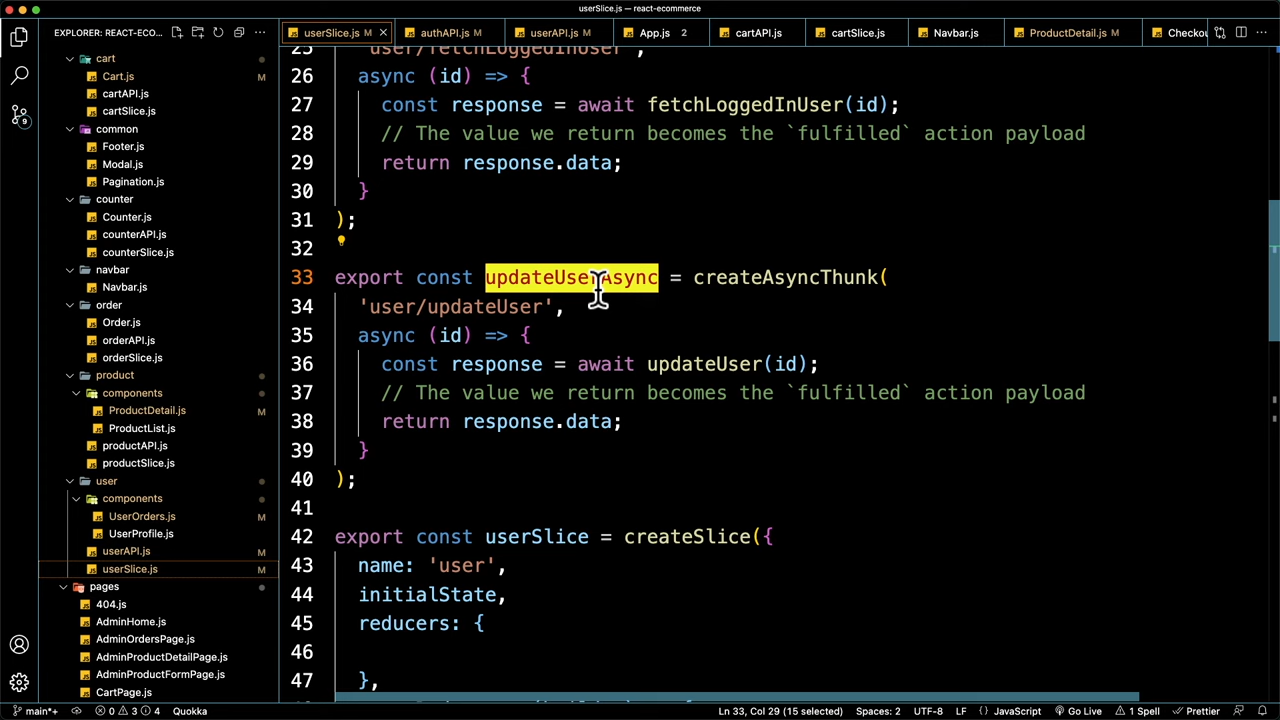 userSlice.js — react-ecommerce
EXPLORER: REACT-ECO...
userSlice.js M
authAPI.js M
userAPI.js M
App.js 2
cartAPI.js
cartSlice.js
Navbar.js
ProductDetail.js M
Checkou
cart
Cart.js M
cartAPI.js
cartSlice.js
common
Footer.js
Modal.js
Pagination.js
counter
Counter.js
counterAPI.js
counterSlice.js
navbar
Navbar.js
order
Order.js
orderAPI.js
orderSlice.js
product
components
ProductDetail.js M
ProductList.js
productAPI.js
productSlice.js
user
components
UserOrders.js M
UserProfile.js
userAPI.js M
userSlice.js M
pages
404.js
AdminHome.js
AdminOrdersPage.js
AdminProductDetailPage.js
AdminProductFormPage.js
CartPage.js
25 'user/fetchLoggedInUser',
26 async (id) => {
27 const response = await fetchLoggedInUser(id);
28 // The value we return becomes the `fulfilled` action payload
29 return response.data;
30 }
31 );
32
33 export const updateUserAsync = createAsyncThunk(
34 'user/updateUser',
35 async (id) => {
36 const response = await updateUser(id);
37 // The value we return becomes the `fulfilled` action payload
38 return response.data;
39 }
40 );
41
42 export const userSlice = createSlice({
43 name: 'user',
44 initialState,
45 reducers: {
46
47 },
main*+ 0 3 4 Quokka Ln 33, Col 29 (15 selected) Spaces: 2 UTF-8 LF {} JavaScript Go Live 1 Spell Prettier